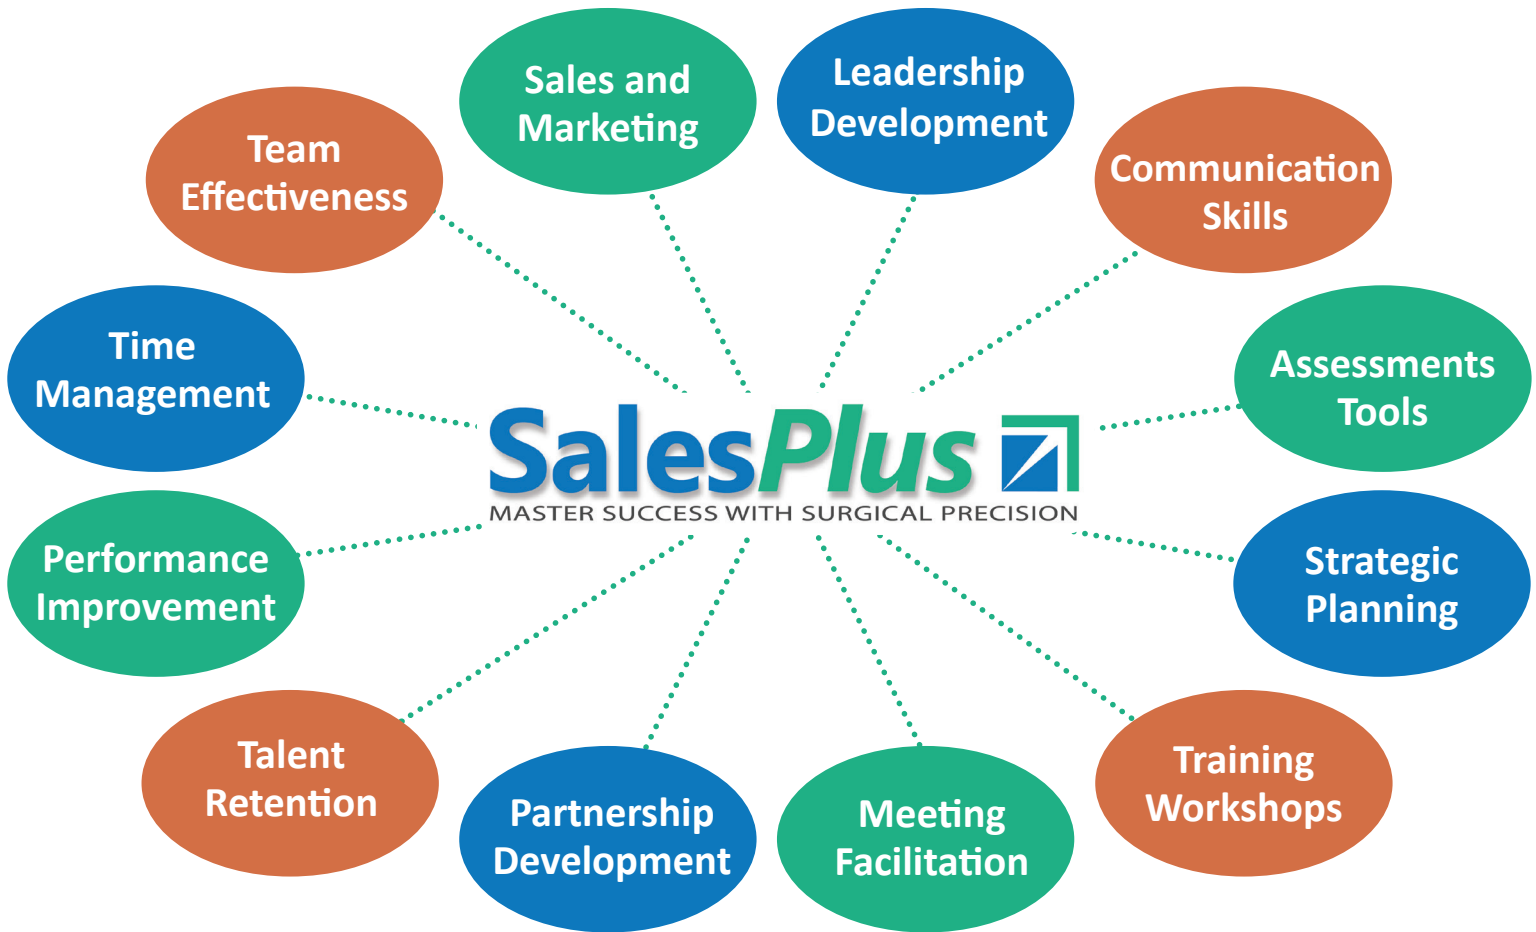 Sales and
Marketing
Leadership
Development
Team
Effectiveness
Communication
Skills
Time
Management
Assessments
Tools
SalesPlus
MASTER SUCCESS WITH SURGICAL PRECISION
Performance
Improvement
Strategic
Planning
Talent
Retention
Training
Workshops
Partnership
Development
Meeting
Facilitation